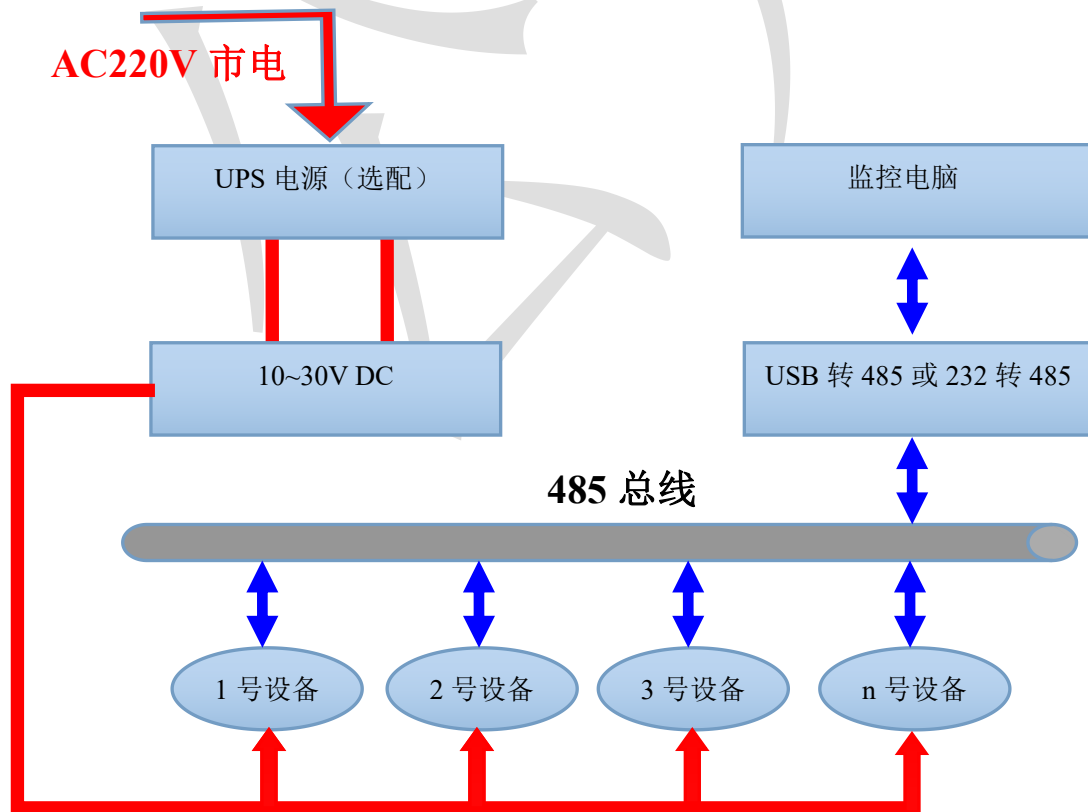 AC220V 市电
UPS 电源（选配）
监控电脑
10~30V DC
USB 转 485 或 232 转 485
485 总线
1 号设备
2 号设备
3 号设备
n 号设备